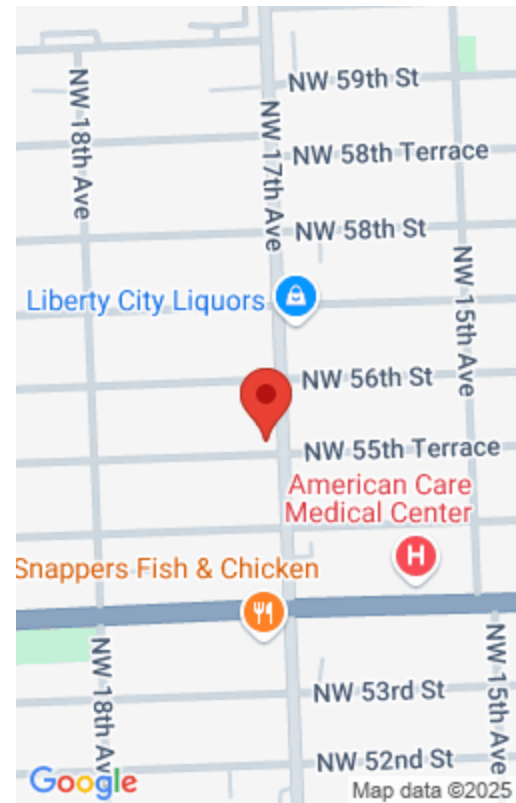 NW 59th St
NW 18th Ave
NW 17th Ave
NW 58th Terrace
NW 58th St
NW 15th Ave
Liberty City Liquors
NW 56th St
NW 55th Terrace
American Care
Medical Center
H
Snappers Fish & Chicken
NW 18th Ave
NW 15th Ave
NW 53rd St
NW 52nd St
Google
Map data ©2025